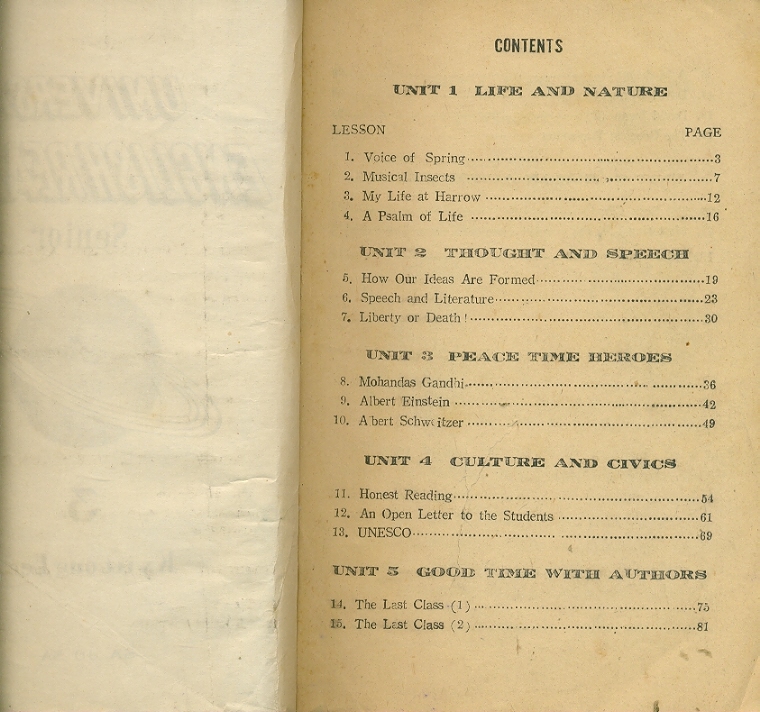 CONTENTS
UNIT 1 LIFE AND NATURE
LESSON PAGE
1. Voice of Spring 3
2. Musical Insects 7
3. My Life at Harrow 12
4. A Psalm of Life 16
UNIT 2 THOUGHT AND SPEECH
5. How Our Ideas Are Formed 19
6. Speech and Literature 23
7. Liberty or Death! 30
UNIT 3 PEACE TIME HEROES
8. Mohandas Gandhi 36
9. Albert Einstein 42
10. Albert Schweitzer 49
UNIT 4 CULTURE AND CIVICS
11. Honest Reading 54
12. An Open Letter to the Students 61
13. UNESCO 69
UNIT 5 GOOD TIME WITH AUTHORS
14. The Last Class (1) 75
15. The Last Class (2) 81